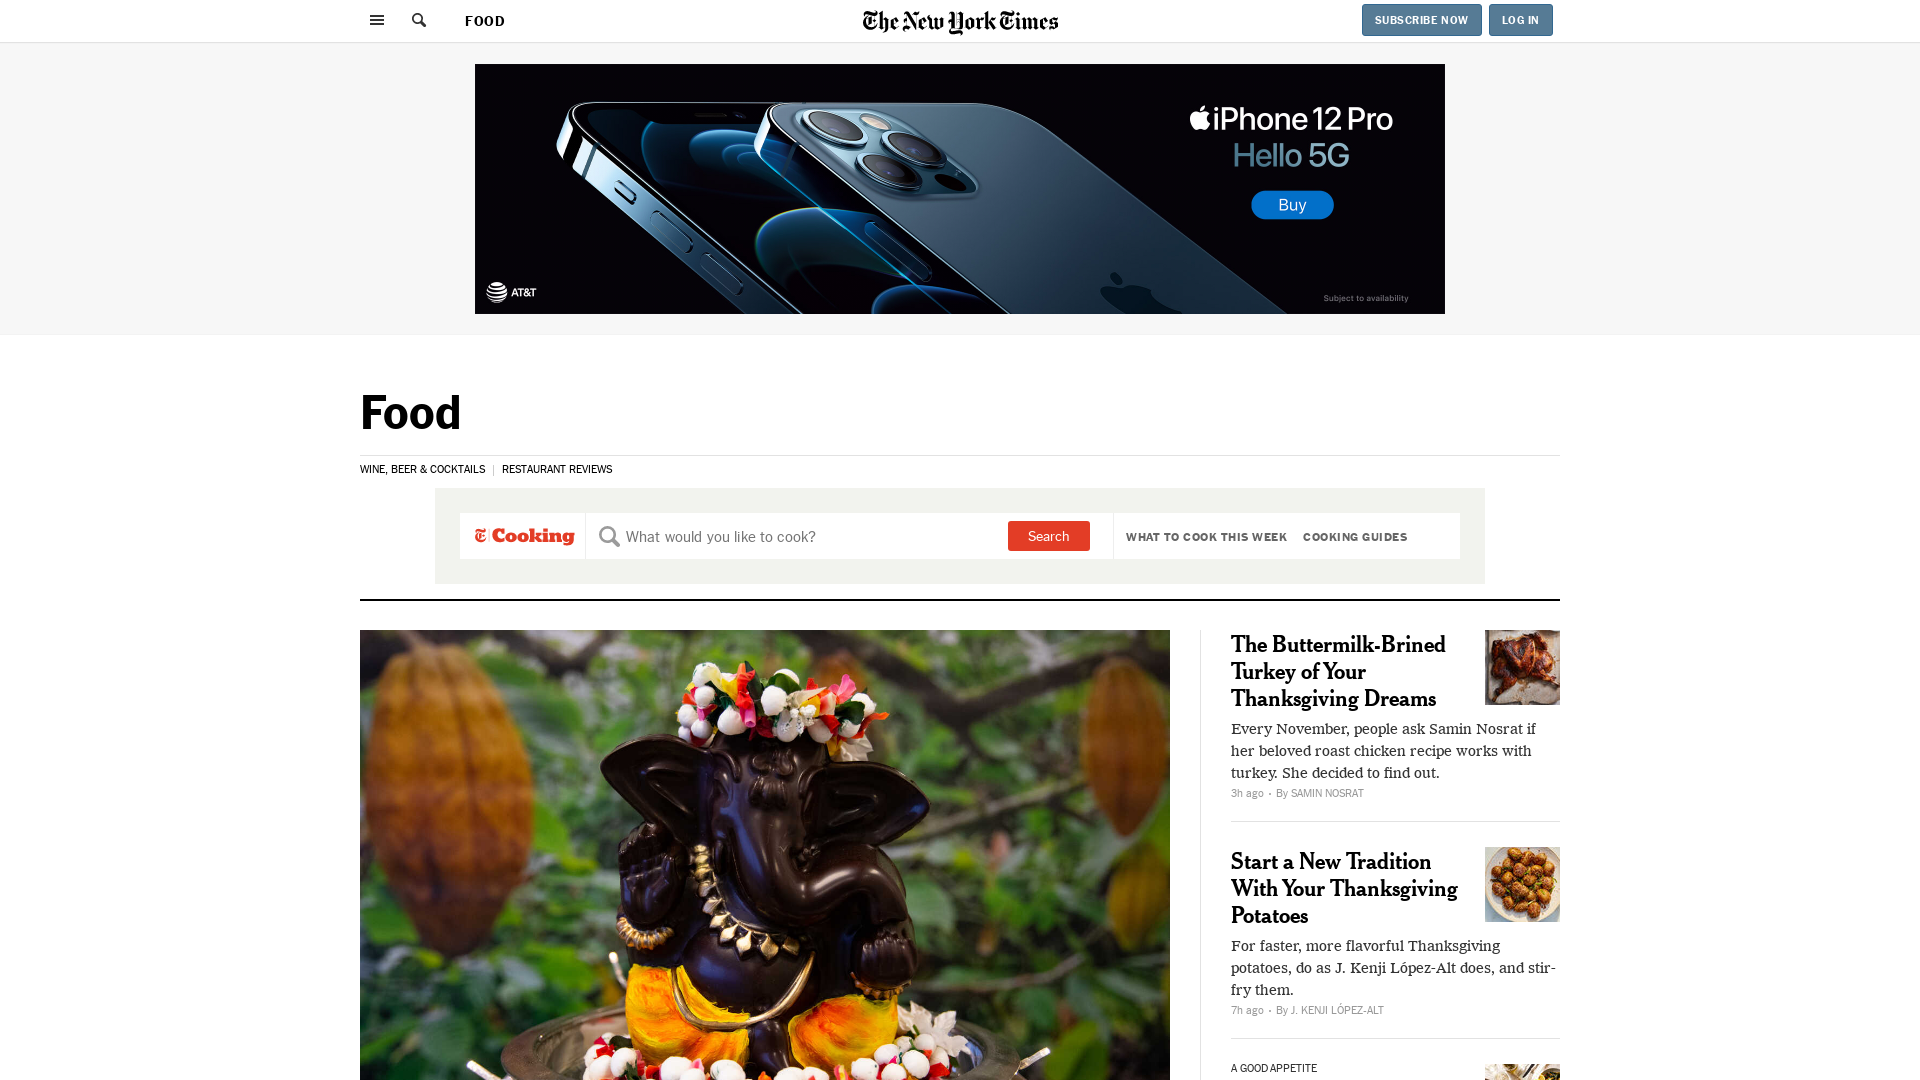 FOOD
The New York Times
SUBSCRIBE NOW
LOG IN
iPhone 12 Pro
Hello 5G
Buy
AT&T
Subject to availability
Food
WINE, BEER & COCKTAILS
RESTAURANT REVIEWS
Cooking
What would you like to cook?
Search
WHAT TO COOK THIS WEEK
COOKING GUIDES
The Buttermilk-Brined
Turkey of Your
Thanksgiving Dreams
Every November, people ask Samin Nosrat if
her beloved roast chicken recipe works with
turkey. She decided to find out.
3h ago • By SAMIN NOSRAT
Start a New Tradition
With Your Thanksgiving
Potatoes
For faster, more flavorful Thanksgiving
potatoes, do as J. Kenji López-Alt does, and stir-
fry them.
7h ago • By J. KENJI LÓPEZ-ALT
A GOOD APPETITE